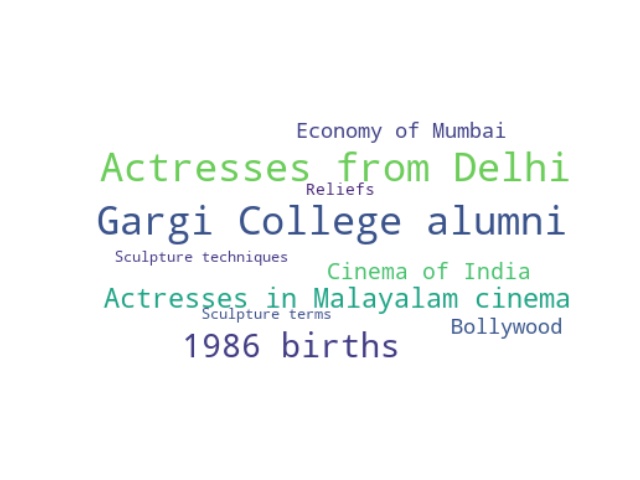 Economy of Mumbai
Actresses from Delhi
Reliefs
Gargi College alumni
Sculpture techniques
Cinema of India
Actresses in Malayalam cinema
Sculpture terms
Bollywood
1986 births